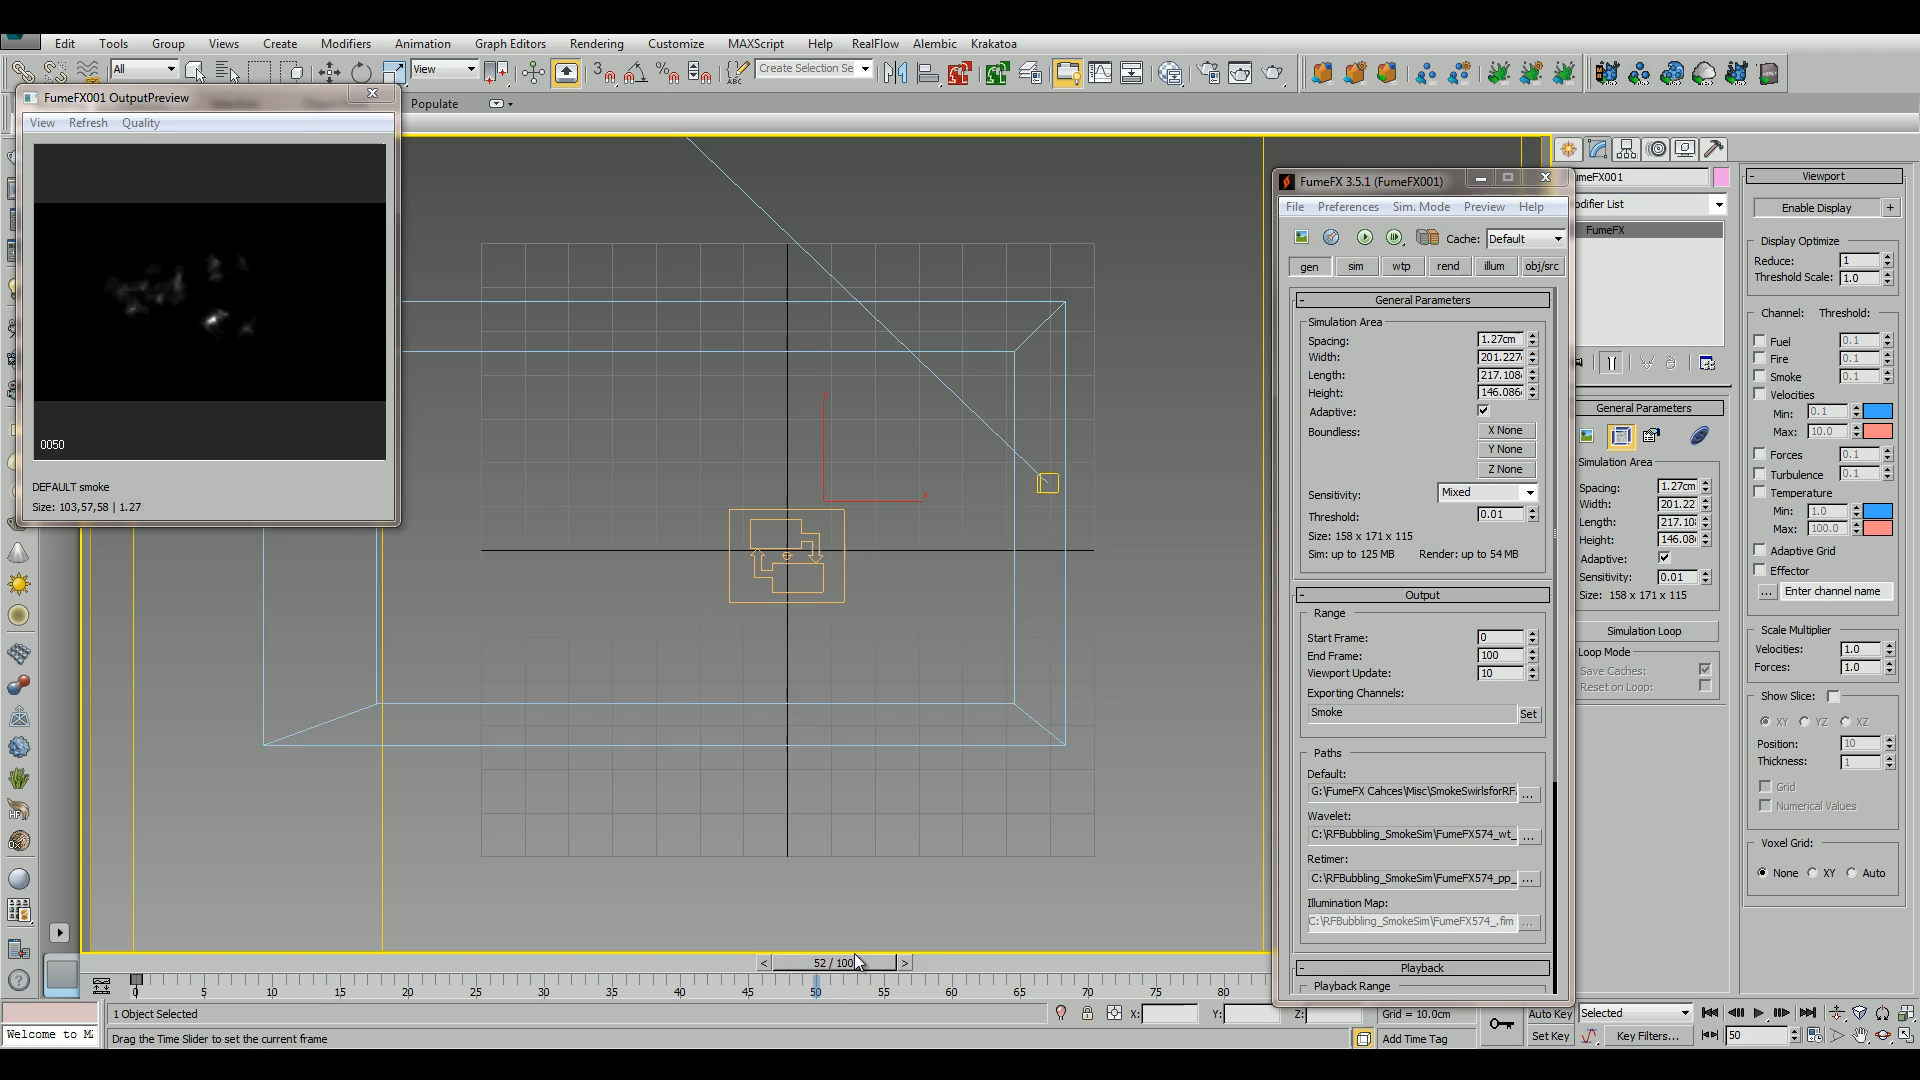 Edit Tools Group Views Create Modifiers Animation Graph Editors Rendering Customize MAXScript Help RealFlow Alembic Krakatoa
All View 3 ABC Create Selection Se
FumeFX001 OutputPreview
Populate
View Refresh Quality
0050
DEFAULT smoke
Size: 103,57,58 | 1.27
x
FumeFX 3.5.1 (FumeFX001)
File Preferences Sim. Mode Preview Help
Cache: Default
gen sim wtp rend illum obj/src
- General Parameters
Simulation Area
Spacing: 1.27cm
Width: 201.227
Length: 217.108
Height: 146.086
Adaptive:
Boundless: X None
Y None
Z None
Sensitivity: Mixed
Threshold: 0.01
Size: 158 x 171 x 115
Sim: up to 125 MB Render: up to 54 MB
- Output
Range
Start Frame: 0
End Frame: 100
Viewport Update: 10
Exporting Channels:
Smoke Set
Paths
Default:
G:\FumeFX Cahces\Misc\SmokeSwirlsforRF. ...
Wavelet:
C:\RFBubbling_SmokeSim\FumeFX574_wt_ ...
Retimer:
C:\RFBubbling_SmokeSim\FumeFX574_pp_ ...
Illumination Map:
C:\RFBubbling_SmokeSim\FumeFX574_.fim ...
- Playback
Playback Range
umeFX001
odifier List
FumeFX
General Parameters
Simulation Area
Spacing: 1.27cm
Width: 201.22
Length: 217.10
Height: 146.08
Adaptive:
Sensitivity: 0.01
Size: 158 x 171 x 115
Simulation Loop
Loop Mode
Save Caches:
Reset on Loop:
- Viewport
Enable Display +
Display Optimize
Reduce: 1
Threshold Scale: 1.0
Channel: Threshold:
Fuel 0.1
Fire 0.1
Smoke 0.1
Velocities
Min: 0.1
Max: 10.0
Forces 0.1
Turbulence 0.1
Temperature
Min: 1.0
Max: 100.0
Adaptive Grid
Effector
... Enter channel name
Scale Multiplier
Velocities: 1.0
Forces: 1.0
Show Slice:
XY YZ XZ
Position: 10
Thickness: 1
Grid
Numerical Values
Voxel Grid:
None XY Auto
< 52 / 100 >
0 5 10 15 20 25 30 35 40 45 50 55 60 65 70 75 80
1 Object Selected X: Y: Z: Grid = 10.0cm Auto Key Selected
Welcome to M
Drag the Time Slider to set the current frame Add Time Tag Set Key Key Filters... 50